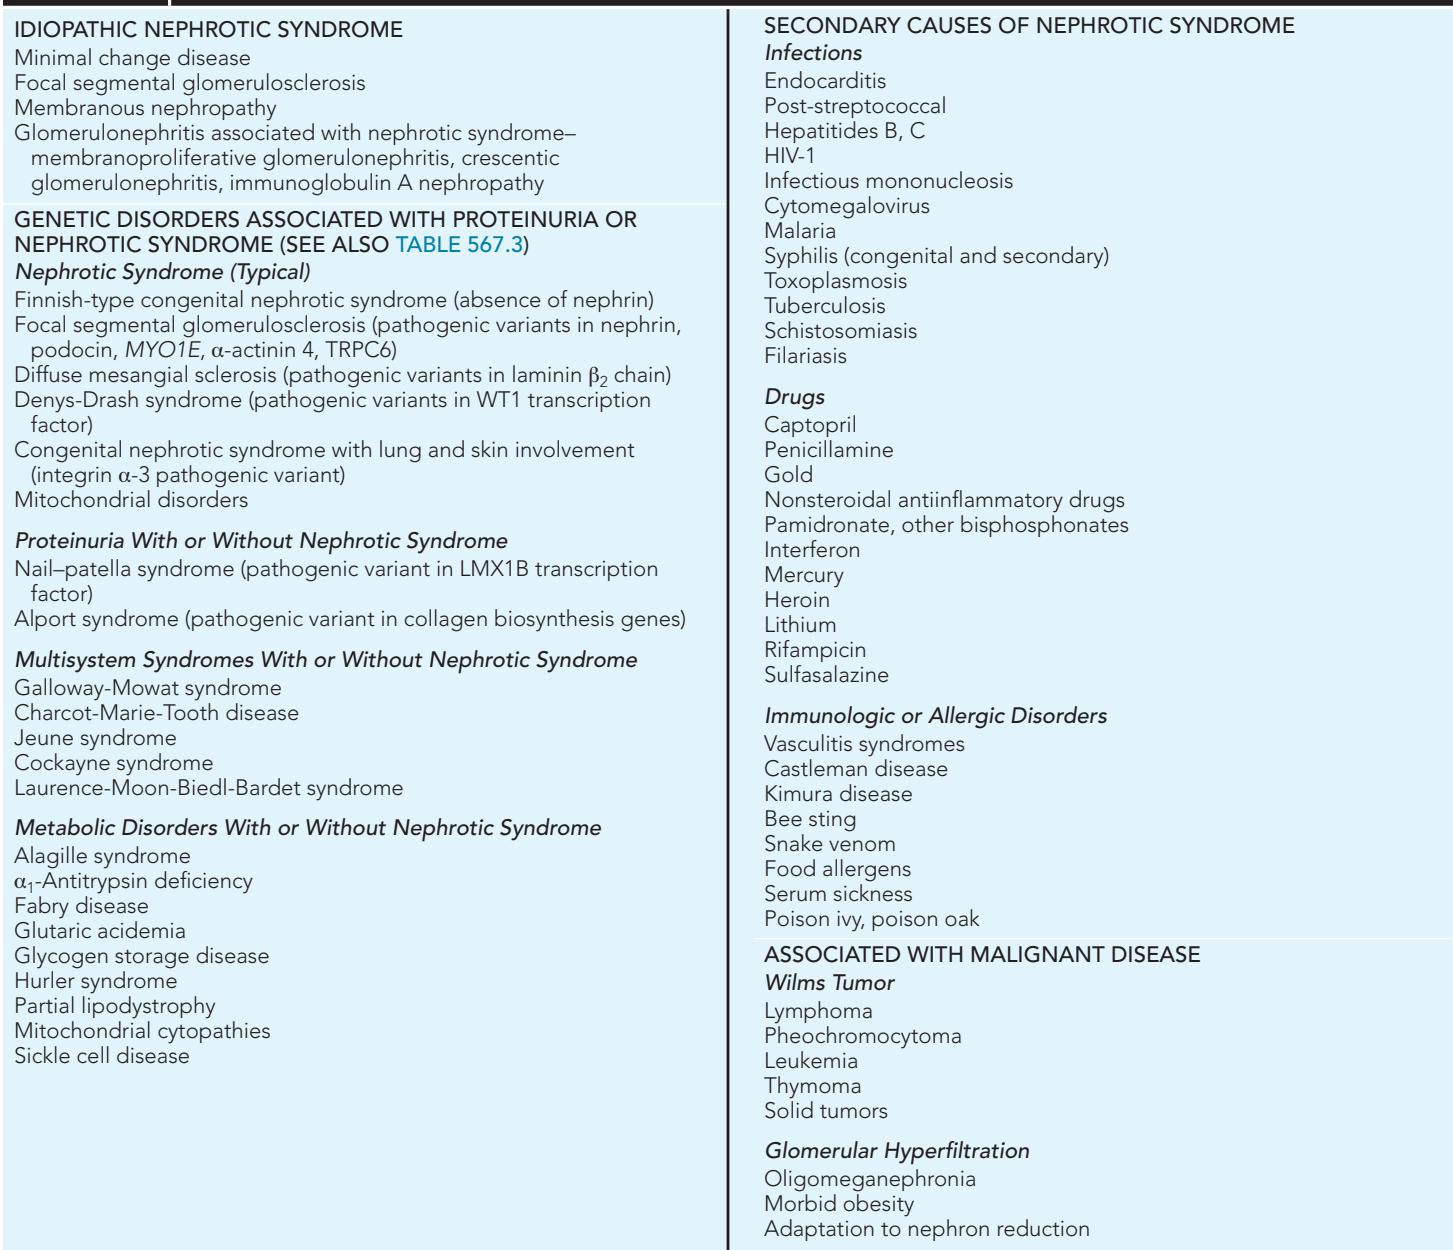 IDIOPATHIC NEPHROTIC SYNDROME
Minimal change disease
Focal segmental glomerulosclerosis
Membranous nephropathy
Glomerulonephritis associated with nephrotic syndrome–
membranoproliferative glomerulonephritis, crescentic
glomerulonephritis, immunoglobulin A nephropathy
GENETIC DISORDERS ASSOCIATED WITH PROTEINURIA OR
NEPHROTIC SYNDROME (SEE ALSO TABLE 567.3)
Nephrotic Syndrome (Typical)
Finnish-type congenital nephrotic syndrome (absence of nephrin)
Focal segmental glomerulosclerosis (pathogenic variants in nephrin,
podocin, MYO1E, α-actinin 4, TRPC6)
Diffuse mesangial sclerosis (pathogenic variants in laminin β₂ chain)
Denys-Drash syndrome (pathogenic variants in WT1 transcription
factor)
Congenital nephrotic syndrome with lung and skin involvement
(integrin α-3 pathogenic variant)
Mitochondrial disorders
Proteinuria With or Without Nephrotic Syndrome
Nail–patella syndrome (pathogenic variant in LMX1B transcription
factor)
Alport syndrome (pathogenic variant in collagen biosynthesis genes)
Multisystem Syndromes With or Without Nephrotic Syndrome
Galloway-Mowat syndrome
Charcot-Marie-Tooth disease
Jeune syndrome
Cockayne syndrome
Laurence-Moon-Biedl-Bardet syndrome
Metabolic Disorders With or Without Nephrotic Syndrome
Alagille syndrome
α₁-Antitrypsin deficiency
Fabry disease
Glutaric acidemia
Glycogen storage disease
Hurler syndrome
Partial lipodystrophy
Mitochondrial cytopathies
Sickle cell disease
SECONDARY CAUSES OF NEPHROTIC SYNDROME
Infections
Endocarditis
Post-streptococcal
Hepatitides B, C
HIV-1
Infectious mononucleosis
Cytomegalovirus
Malaria
Syphilis (congenital and secondary)
Toxoplasmosis
Tuberculosis
Schistosomiasis
Filariasis
Drugs
Captopril
Penicillamine
Gold
Nonsteroidal antiinflammatory drugs
Pamidronate, other bisphosphonates
Interferon
Mercury
Heroin
Lithium
Rifampicin
Sulfasalazine
Immunologic or Allergic Disorders
Vasculitis syndromes
Castleman disease
Kimura disease
Bee sting
Snake venom
Food allergens
Serum sickness
Poison ivy, poison oak
ASSOCIATED WITH MALIGNANT DISEASE
Wilms Tumor
Lymphoma
Pheochromocytoma
Leukemia
Thymoma
Solid tumors
Glomerular Hyperfiltration
Oligomeganephronia
Morbid obesity
Adaptation to nephron reduction